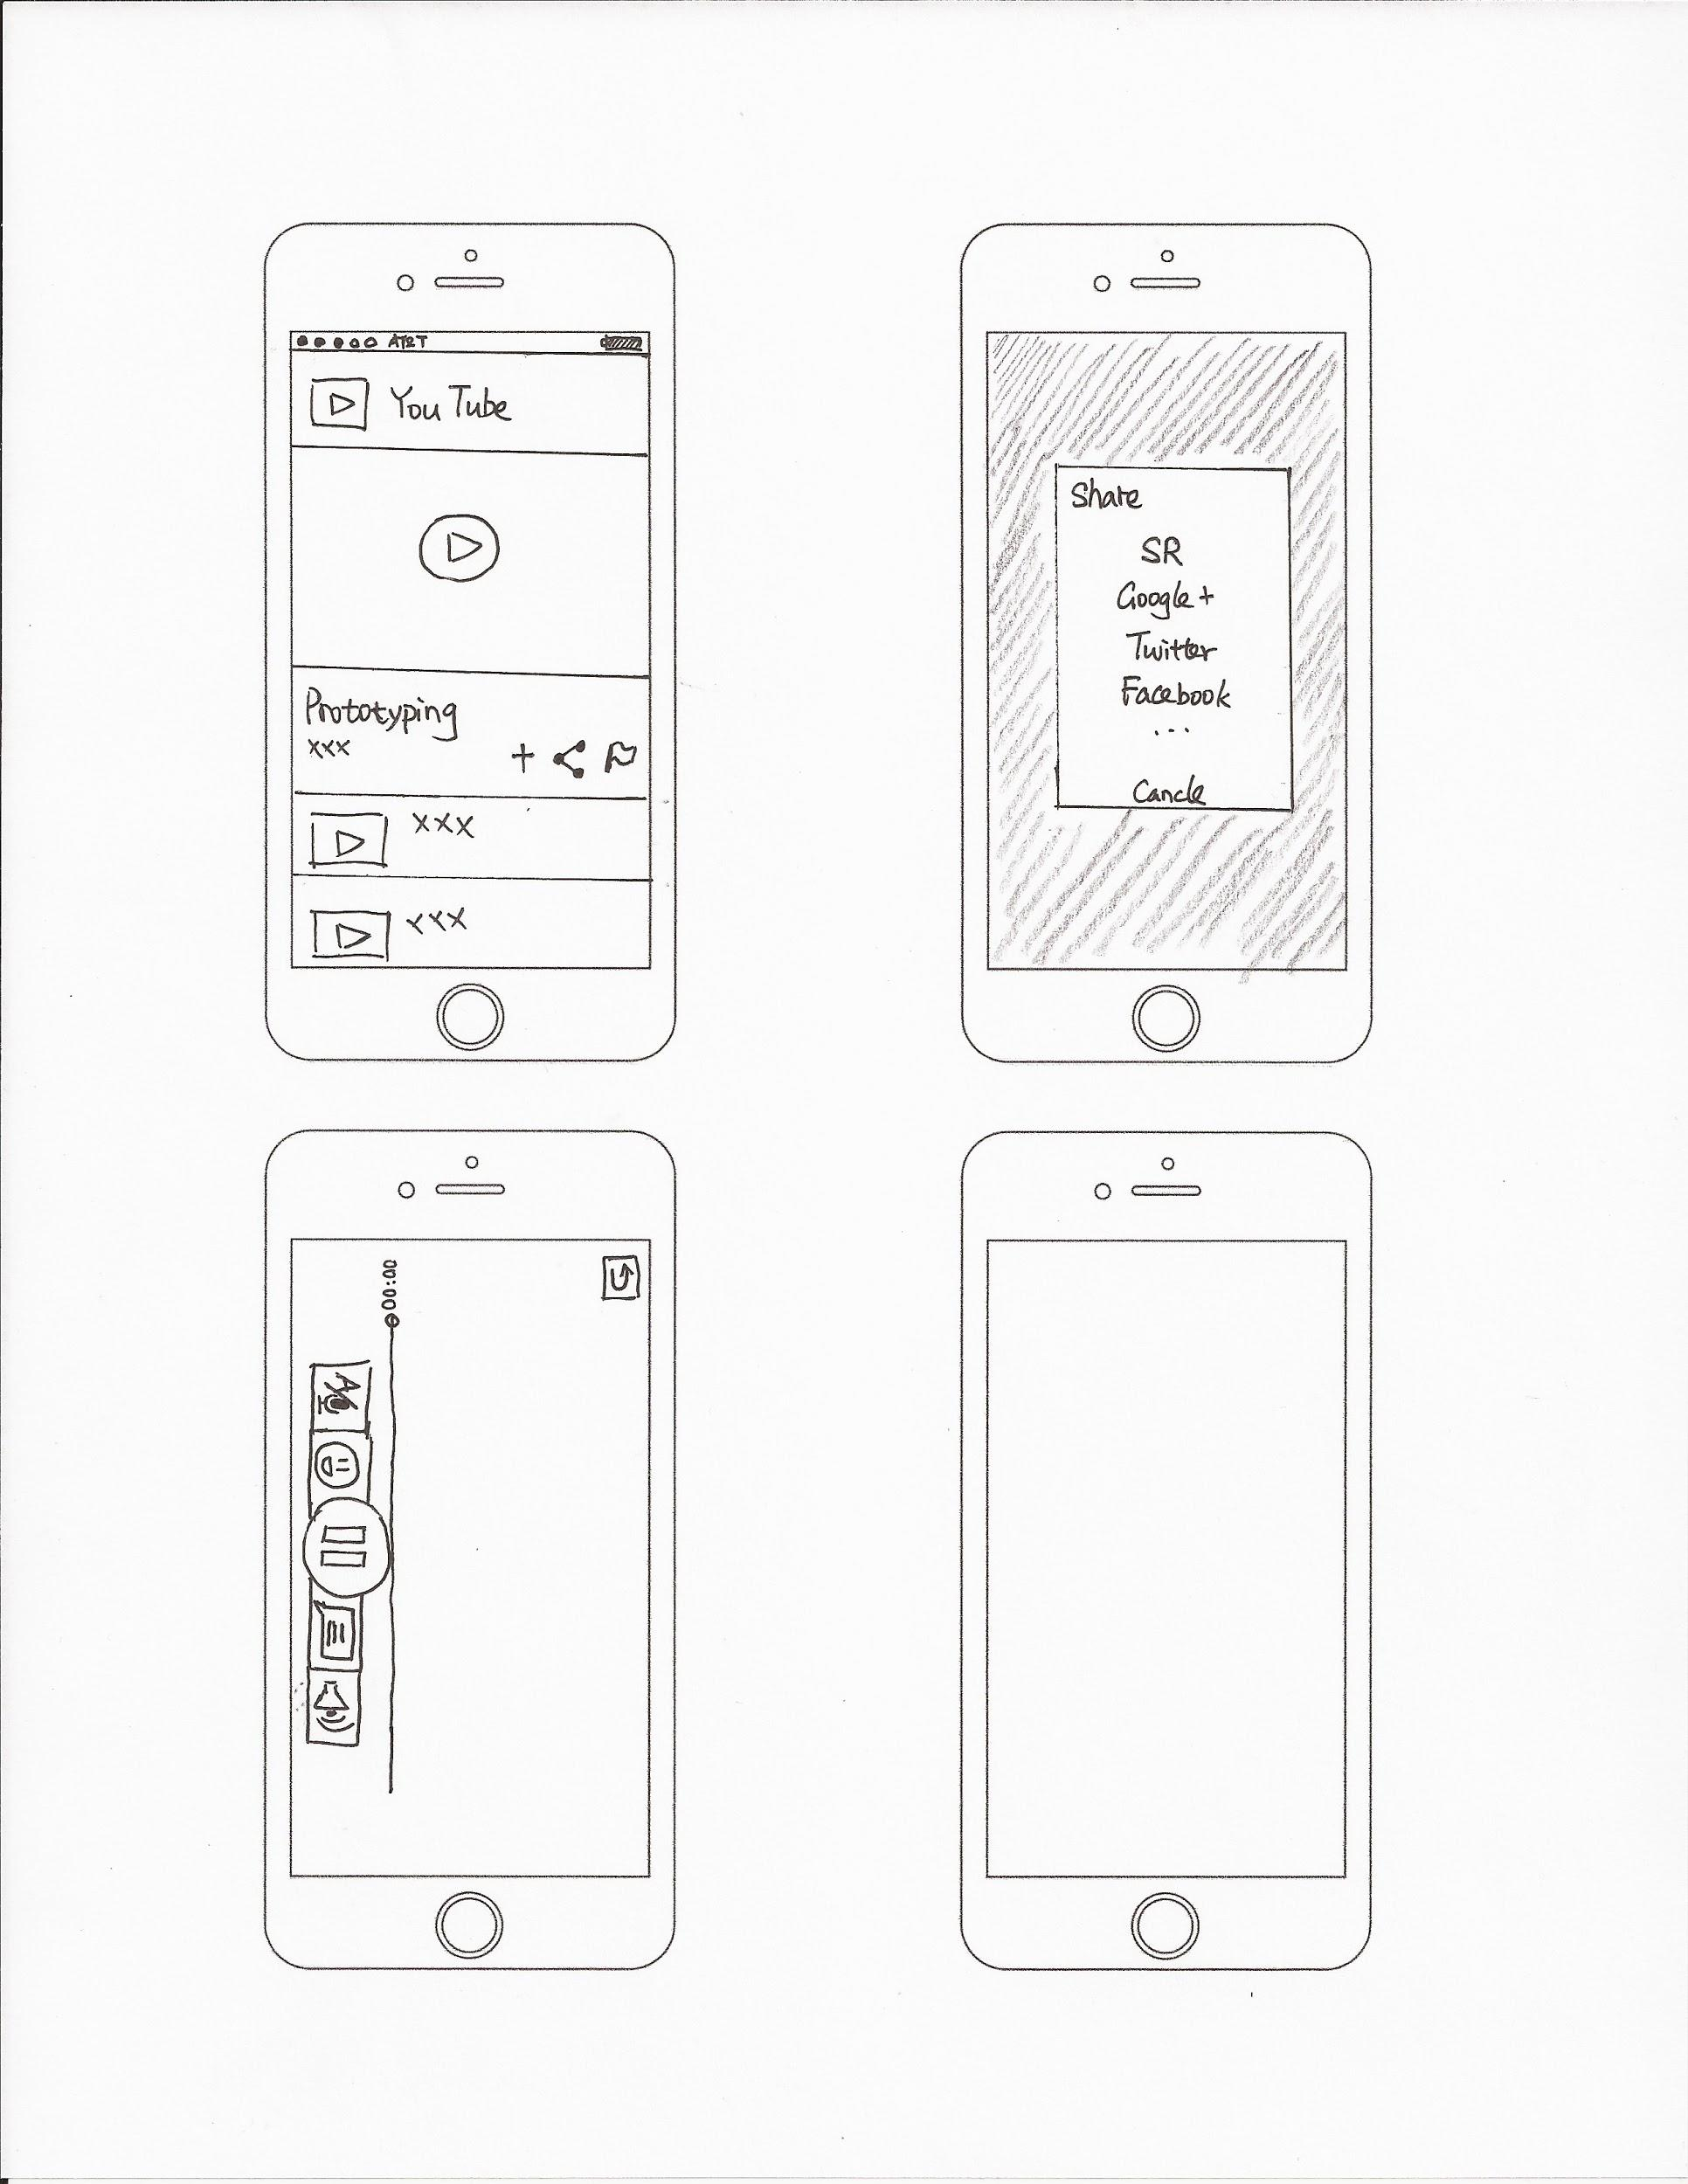 AT&T
You Tube
Prototyping
xxx
xxx
xxx
Share
SR
Google+
Twitter
Facebook
...
Cancle
00:00